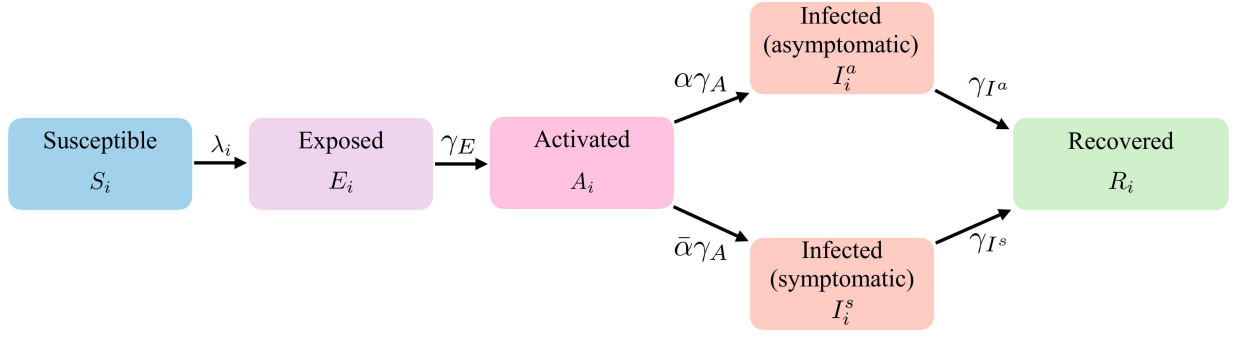 Susceptible
S_i
λ_i
Exposed
E_i
γ_E
Activated
A_i
αγ_A
ᾱγ_A
Infected
(asymptomatic)
I_i^a
Infected
(symptomatic)
I_i^s
γ_{I^a}
γ_{I^s}
Recovered
R_i